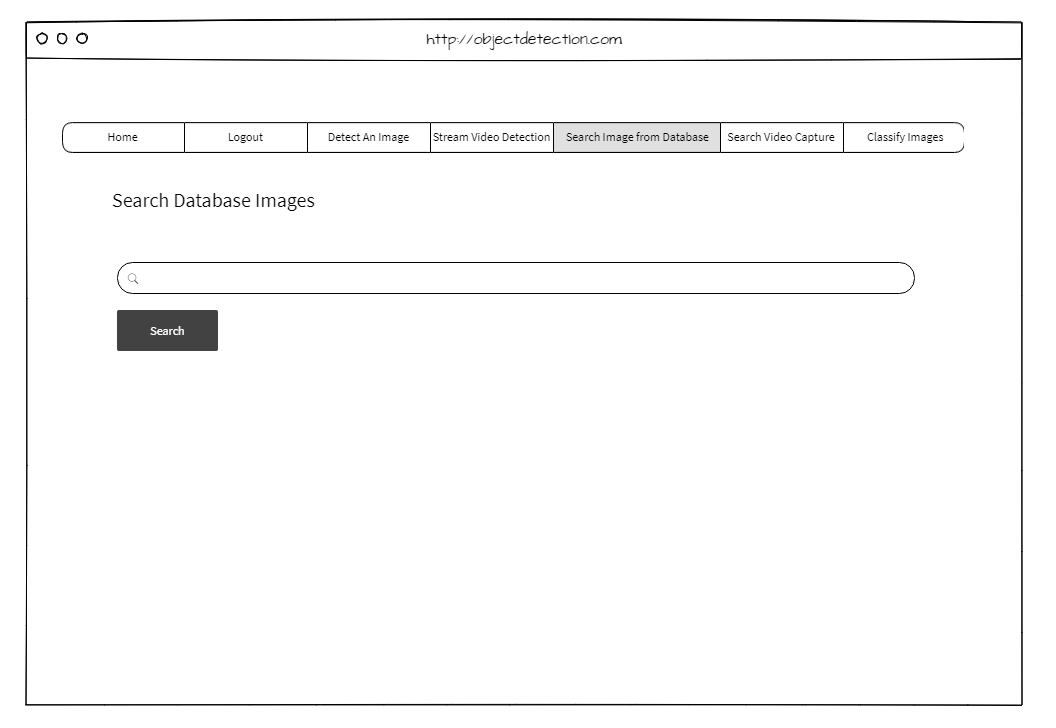 http://objectdetection.com
Home Logout Detect An Image Stream Video Detection Search Image from Database Search Video Capture Classify Images
Search Database Images
Search